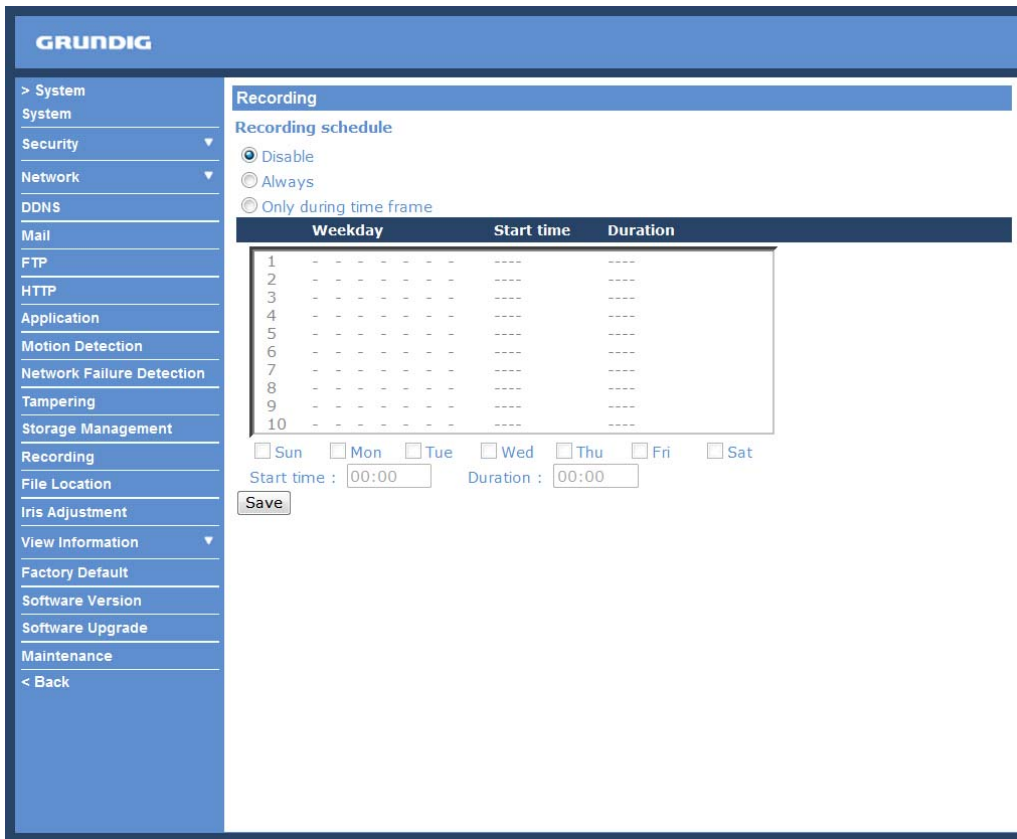 GRUNDIG
> System
System
Security
Network
DDNS
Mail
FTP
HTTP
Application
Motion Detection
Network Failure Detection
Tampering
Storage Management
Recording
File Location
Iris Adjustment
View Information
Factory Default
Software Version
Software Upgrade
Maintenance
< Back
Recording
Recording schedule
Disable
Always
Only during time frame
Weekday Start time Duration
1 - - - - - - - ---- ----
2 - - - - - - - ---- ----
3 - - - - - - - ---- ----
4 - - - - - - - ---- ----
5 - - - - - - - ---- ----
6 - - - - - - - ---- ----
7 - - - - - - - ---- ----
8 - - - - - - - ---- ----
9 - - - - - - - ---- ----
10 - - - - - - - ---- ----
Sun Mon Tue Wed Thu Fri Sat
Start time : 00:00 Duration : 00:00
Save